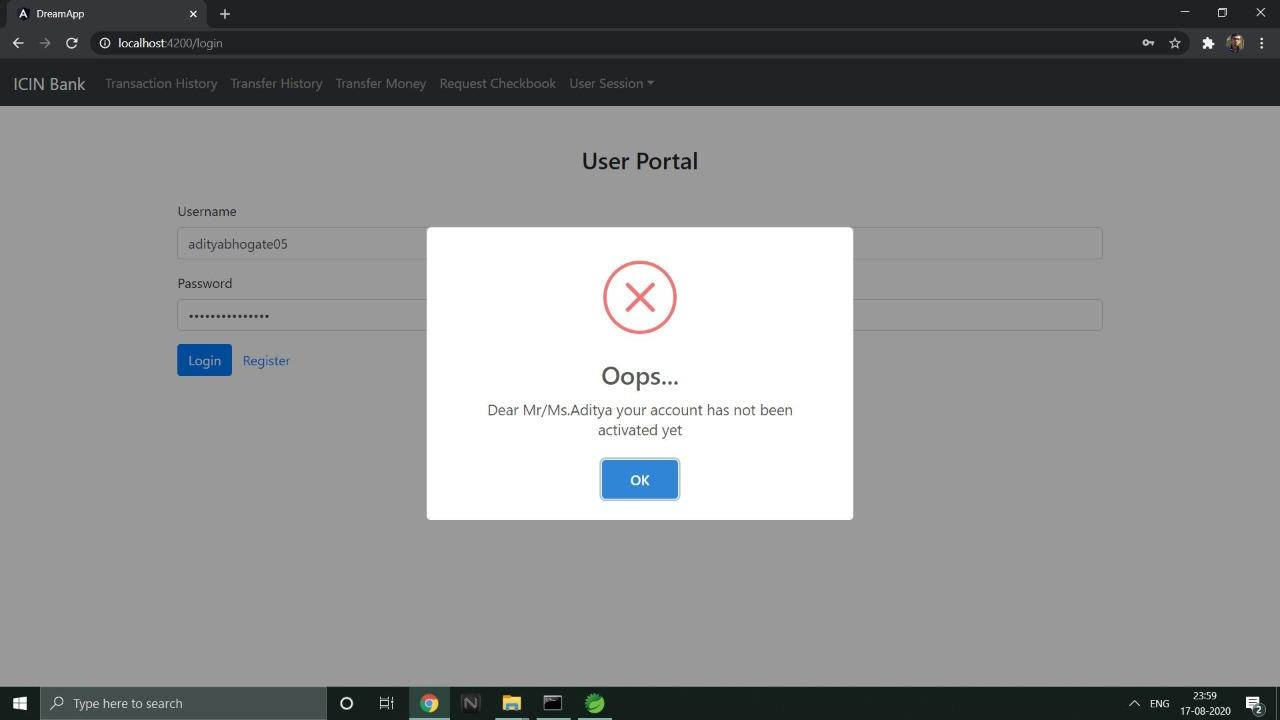 DreamApp
localhost:4200/login
ICIN Bank Transaction History Transfer History Transfer Money Request Checkbook User Session
User Portal
Username
adityabhogate05
Password
•••••••••••••••
Login Register
Oops...
Dear Mr/Ms.Aditya your account has not been
activated yet
OK
Type here to search
ENG
23:59
17-08-2020
2